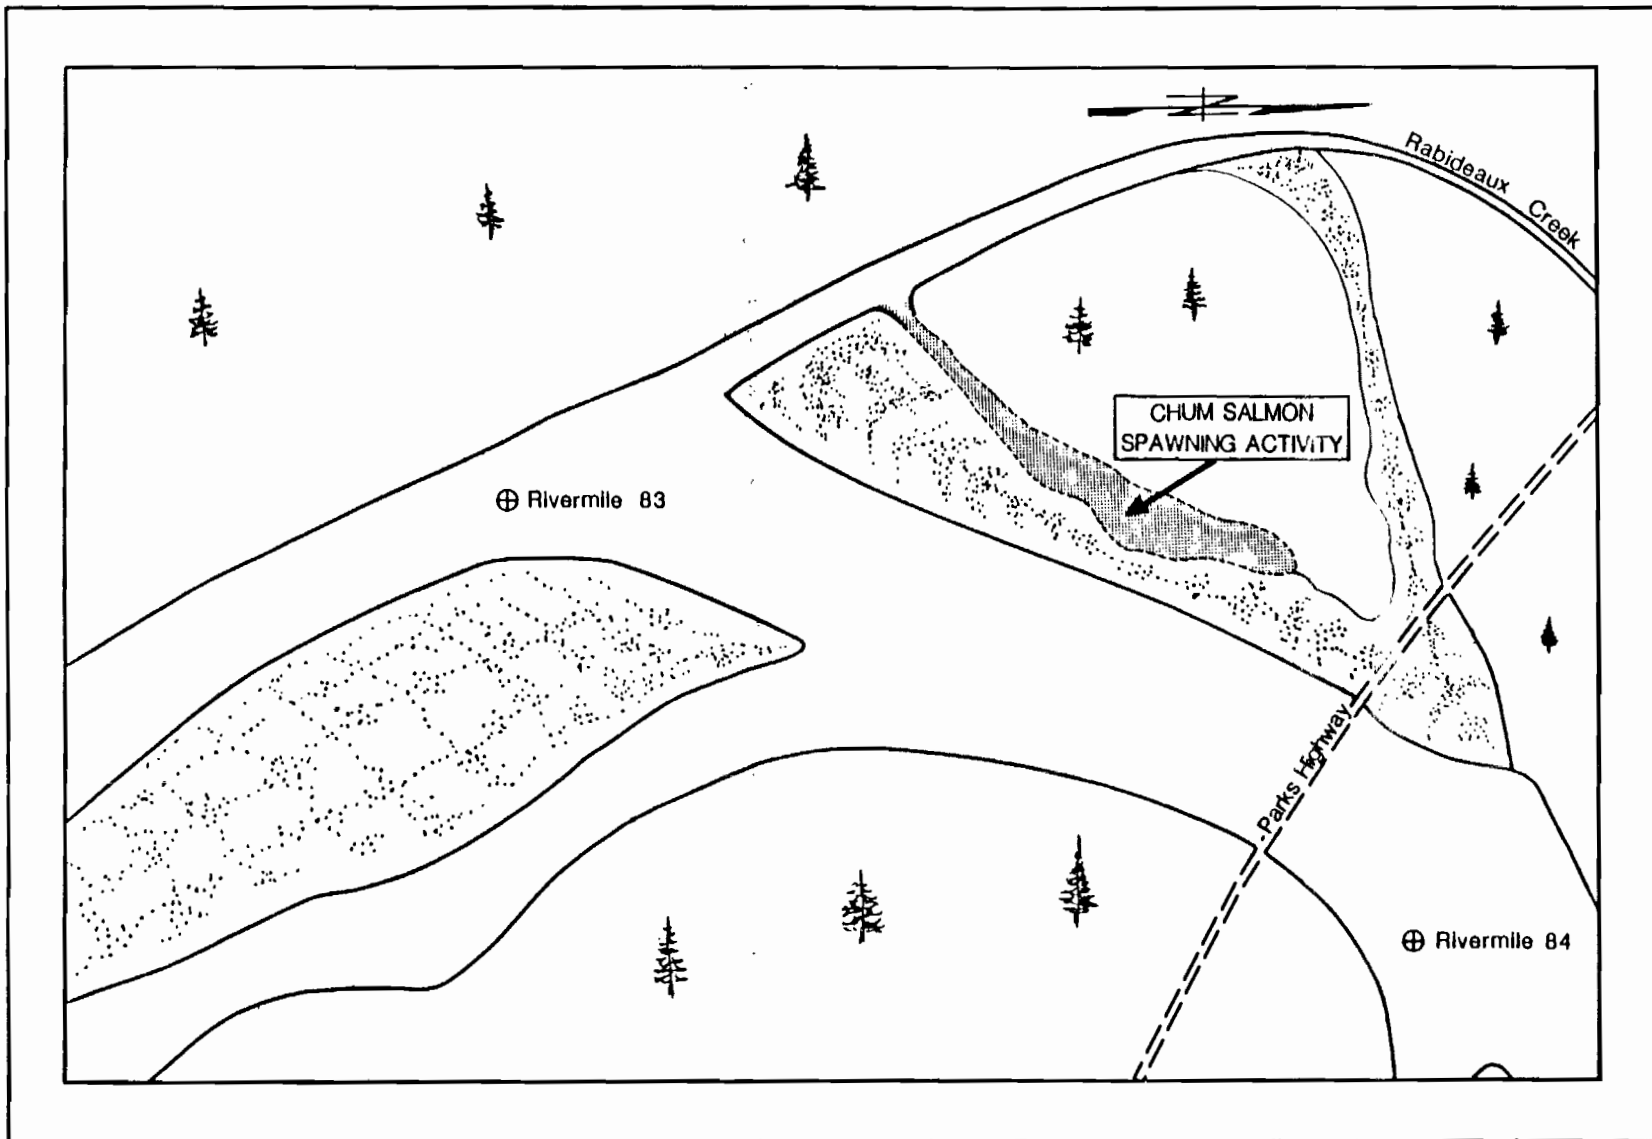 Rabideaux Creek
CHUM SALMON
SPAWNING ACTIVITY
Rivermile 83
Parks Highway
Rivermile 84